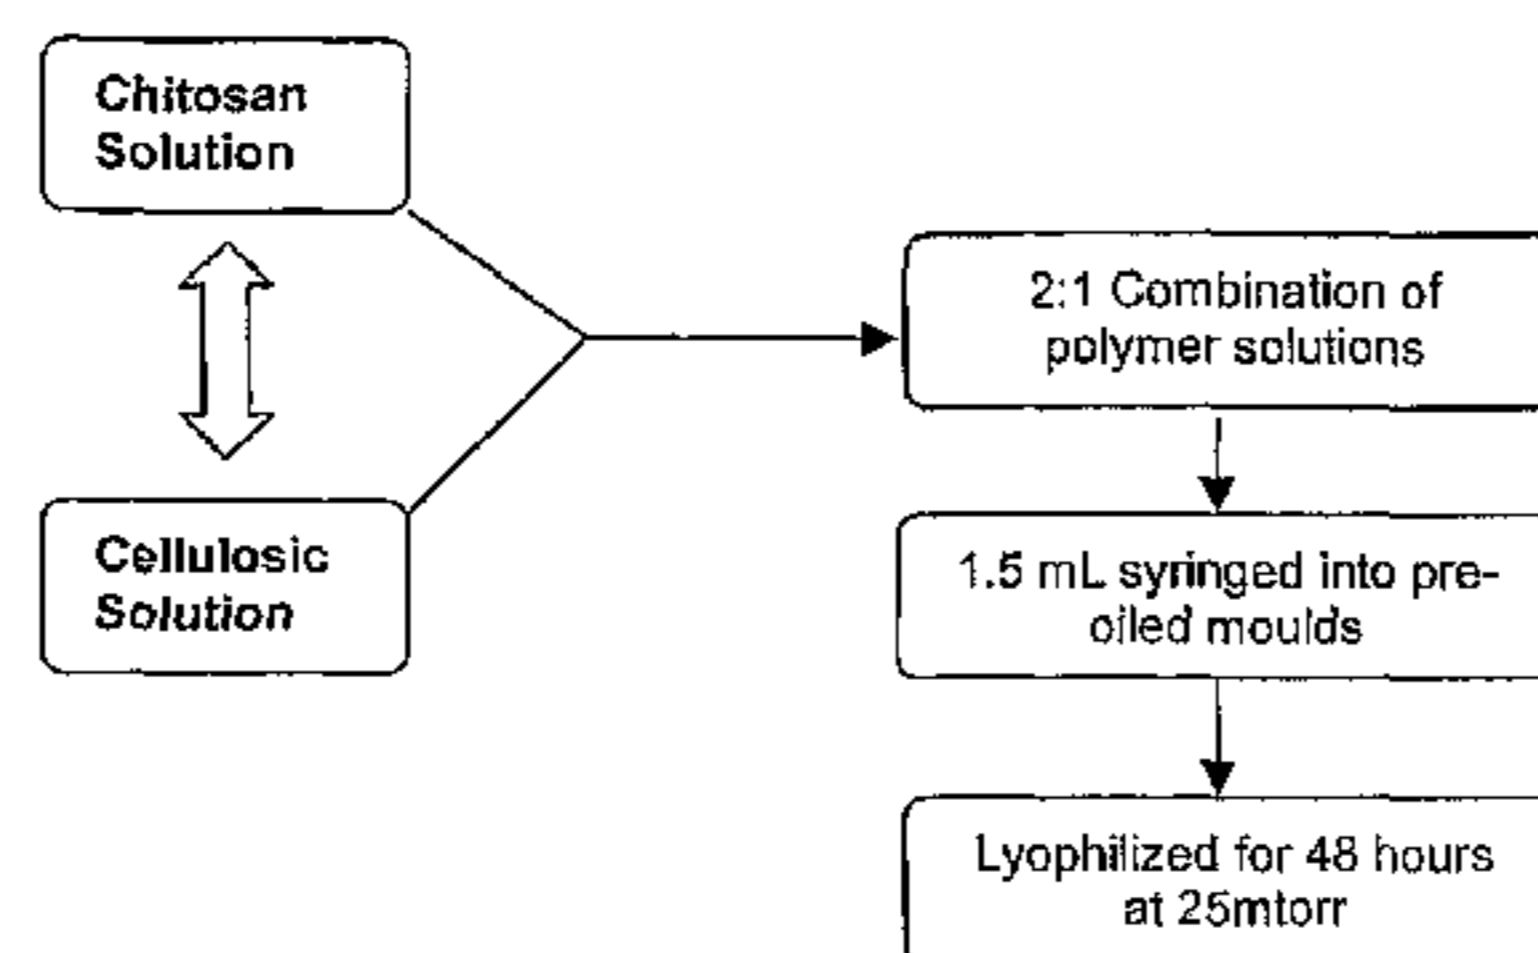 Chitosan
Solution
2:1 Combination of
polymer solutions
Cellulosic
Solution
1.5 mL syringed into pre-
oiled moulds
Lyophilized for 48 hours
at 25mtorr